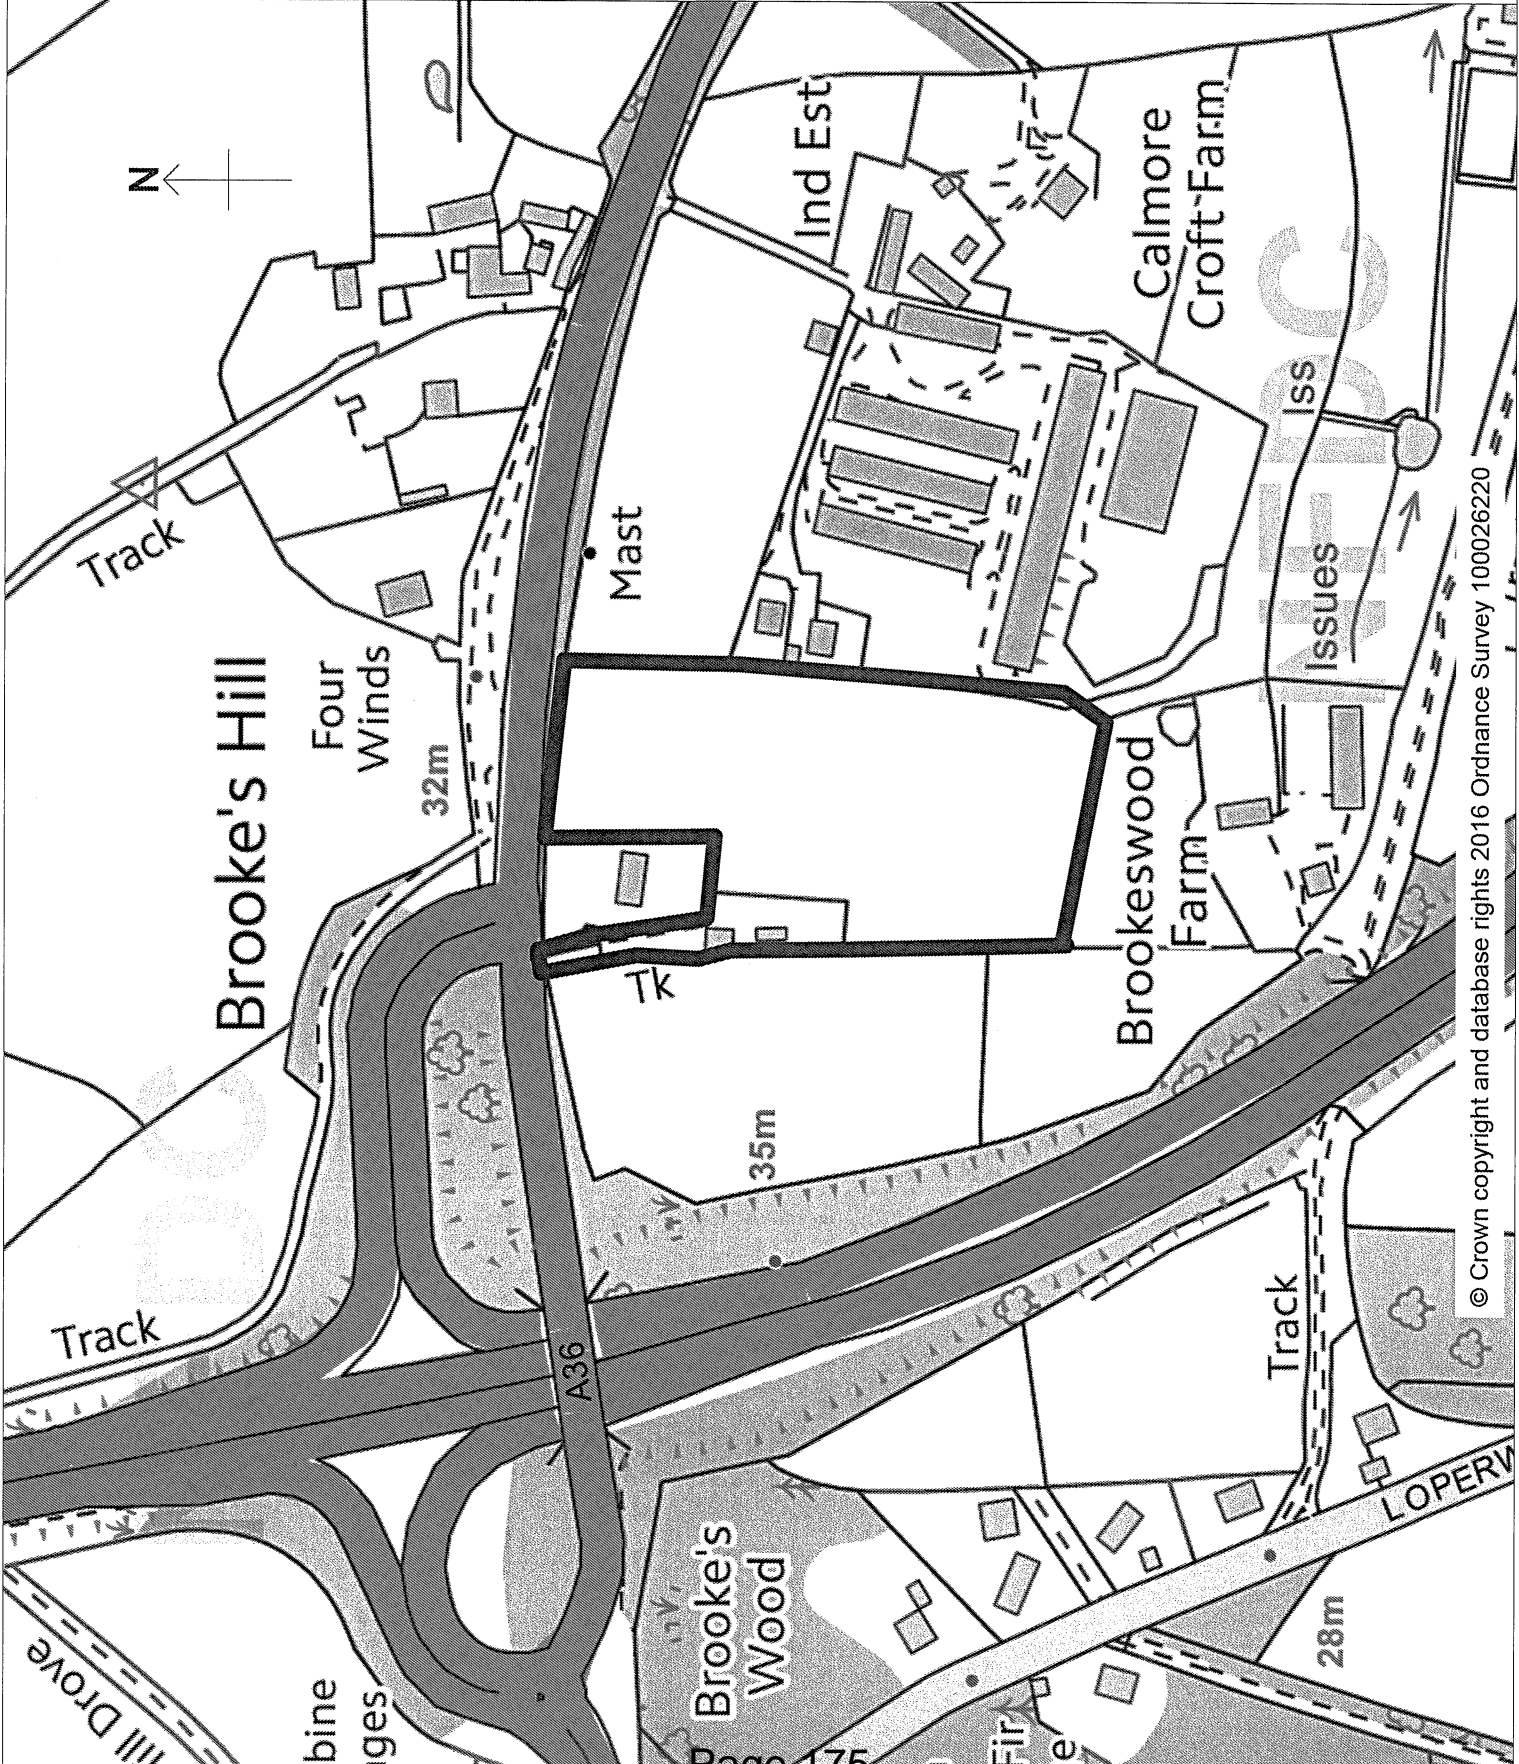 N
Ind Est
Calmore
Croft Farm
Track
Mast
Iss
Issues
NFDC
Brooke's Hill
Four
Winds
32m
Brookeswood
Farm
Tk
35m
Track
A36
Track
Brooke's
Wood
LOPERW
28m
hill Drove
bine
ges
Fir
Page 175
© Crown copyright and database rights 2016 Ordnance Survey 100026220